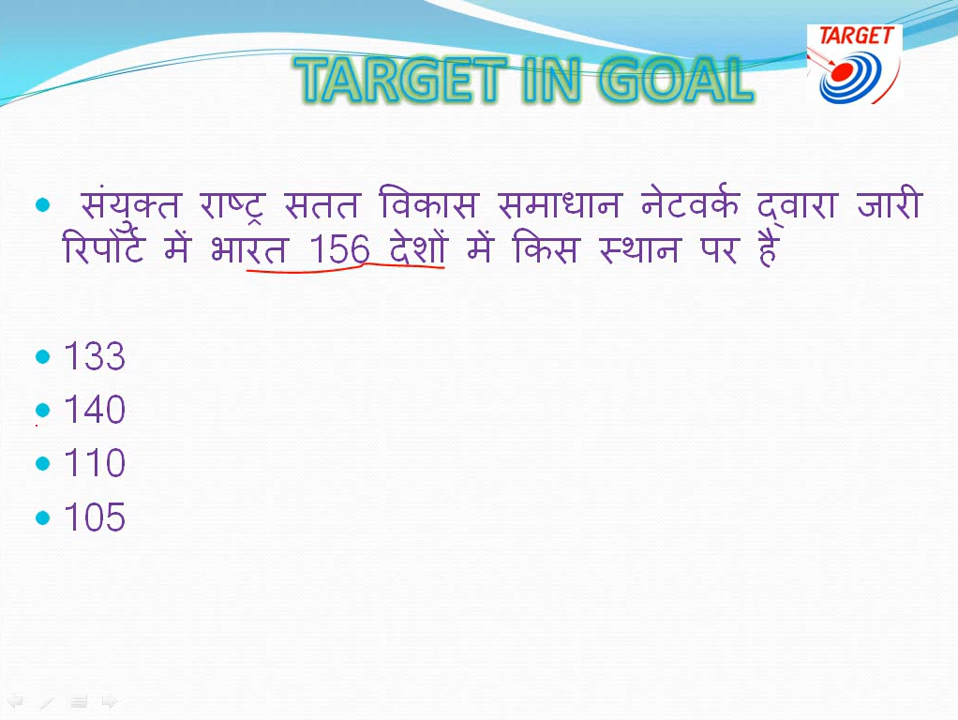 TARGET IN GOAL
TARGET
संयुक्त राष्ट्र सतत विकास समाधान नेटवर्क द्वारा जारी
रिपोर्ट में भारत 156 देशों में किस स्थान पर है
133
140
110
105